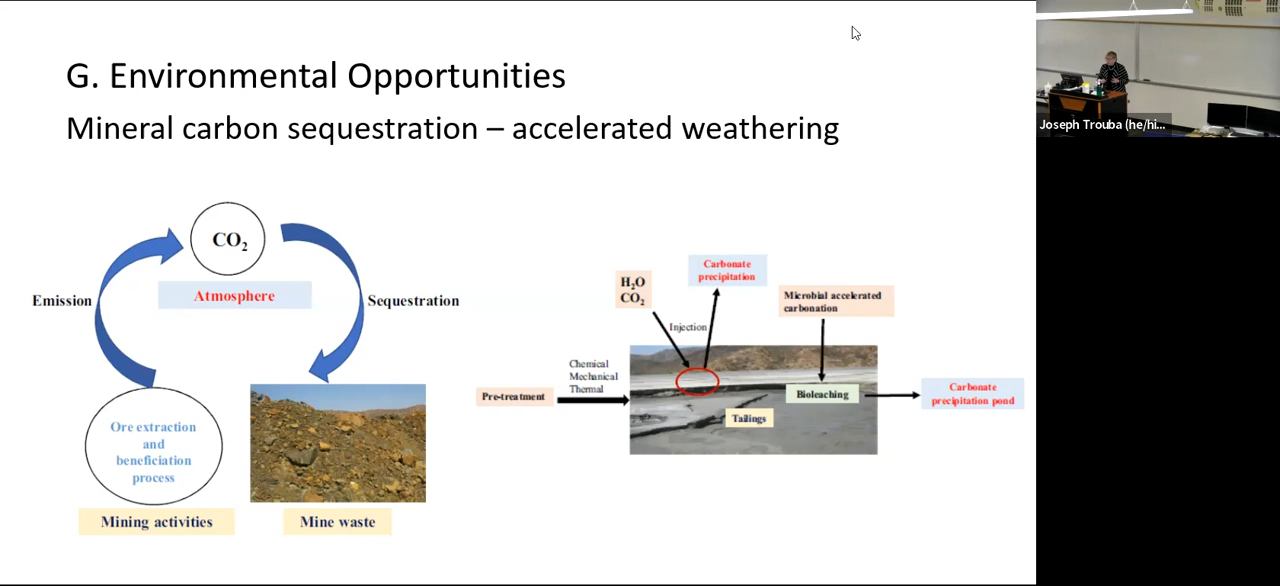 G. Environmental Opportunities
Mineral carbon sequestration – accelerated weathering
CO₂
Atmosphere
Emission
Sequestration
Ore extraction
and
beneficiation
process
Mining activities
Mine waste
H₂O
CO₂
Carbonate
precipitation
Microbial accelerated
carbonation
Injection
Chemical
Mechanical
Thermal
Pre-treatment
Bioleaching
Tailings
Carbonate
precipitation pond
Joseph Trouba (he/hi...